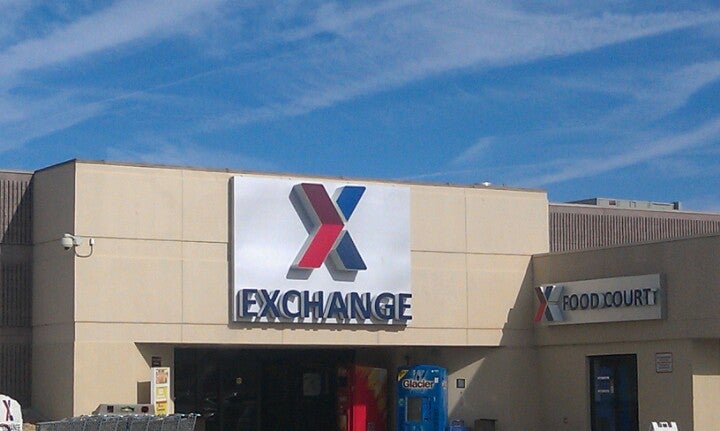 X
EXCHANGE
X FOOD COURT
Glacier